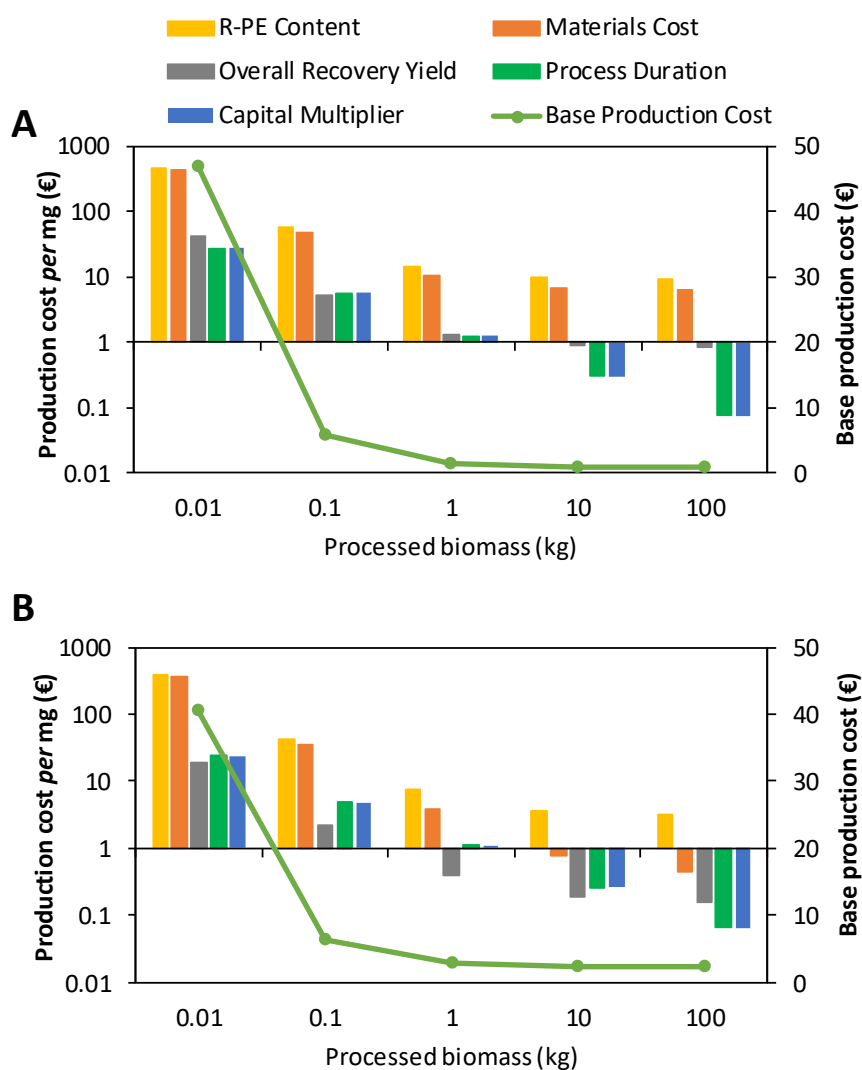 R-PE Content Materials Cost
Overall Recovery Yield Process Duration
Capital Multiplier Base Production Cost
A
Production cost per mg (€)
1000
100
10
1
0.1
0.01
50
40
30
20
10
0
Base production cost (€)
0.01 0.1 1 10 100
Processed biomass (kg)
B
Production cost per mg (€)
1000
100
10
1
0.1
0.01
50
40
30
20
10
0
Base production cost (€)
0.01 0.1 1 10 100
Processed biomass (kg)